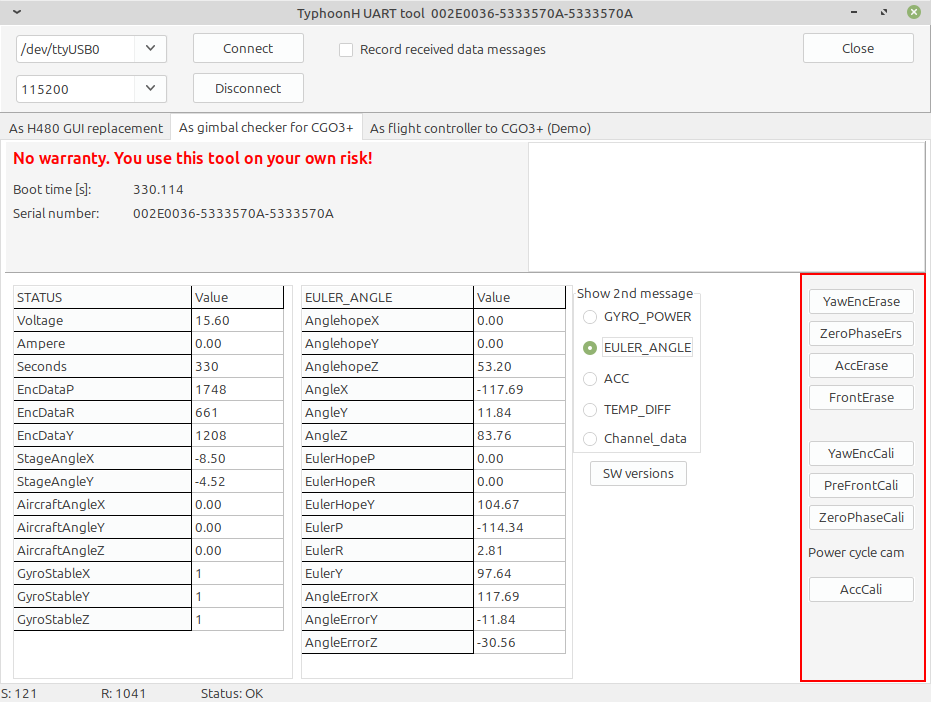 TyphoonH UART tool 002E0036-5333570A-5333570A
/dev/ttyUSB0
Connect
Record received data messages
Close
115200
Disconnect
As H480 GUI replacement
As gimbal checker for CGO3+
As flight controller to CGO3+ (Demo)
No warranty. You use this tool on your own risk!
Boot time [s]: 330.114
Serial number: 002E0036-5333570A-5333570A
STATUS Value
Voltage 15.60
Ampere 0.00
Seconds 330
EncDataP 1748
EncDataR 661
EncDataY 1208
StageAngleX -8.50
StageAngleY -4.52
AircraftAngleX 0.00
AircraftAngleY 0.00
AircraftAngleZ 0.00
GyroStableX 1
GyroStableY 1
GyroStableZ 1
EULER_ANGLE Value
AnglehopeX 0.00
AnglehopeY 0.00
AnglehopeZ 53.20
AngleX -117.69
AngleY 11.84
AngleZ 83.76
EulerHopeP 0.00
EulerHopeR 0.00
EulerHopeY 104.67
EulerP -114.34
EulerR 2.81
EulerY 97.64
AngleErrorX 117.69
AngleErrorY -11.84
AngleErrorZ -30.56
Show 2nd message
GYRO_POWER
EULER_ANGLE
ACC
TEMP_DIFF
Channel_data
SW versions
YawEncErase
ZeroPhaseErs
AccErase
FrontErase
YawEncCali
PreFrontCali
ZeroPhaseCali
Power cycle cam
AccCali
S: 121
R: 1041
Status: OK